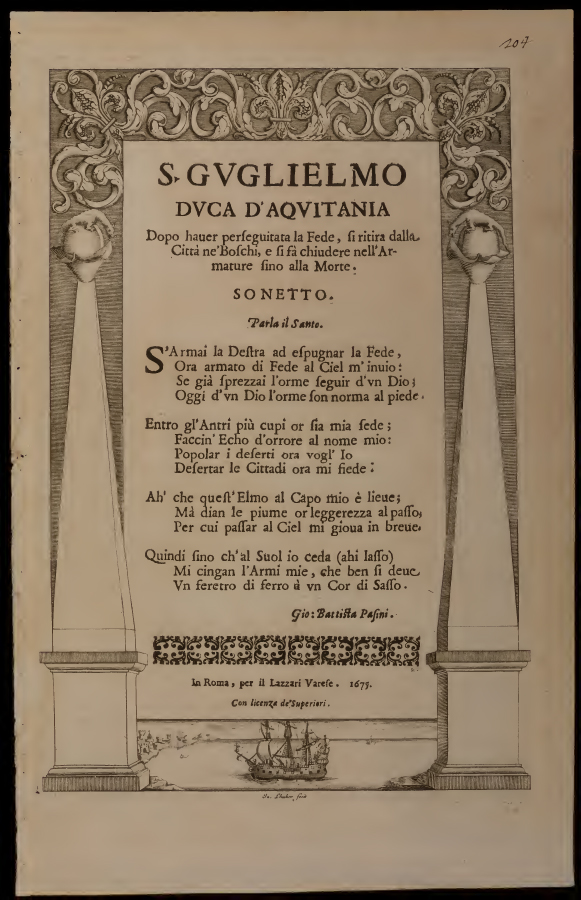 207
S. GVGLIELMO
DVCA D'AQVITANIA
Dopo hauer perſeguitata la Fede, ſi ritira dalla
Città ne'Boſchi, e ſi fà chiudere nell'Ar-
mature ſino alla Morte.
SONETTO.
Parla il Santo.
S'Armai la Deſtra ad eſpugnar la Fede,
Ora armato di Fede al Ciel m'inuio:
Se già ſprezzai l'orme ſeguir d'vn Dio;
Oggi d'vn Dio l'orme ſon norma al piede.
Entro gl'Antri più cupi or ſia mia ſede;
Faccin'Echo d'orrore al nome mio:
Popolar i deſerti ora vogl' Io
Deſertar le Cittadi ora mi ſiede:
Ah' che queſt'Elmo al Capo mio è lieue;
Mà dian le piume or leggerezza al paſſo,
Per cui paſſar al Ciel mi gioua in breue.
Quindi ſino ch'al Suol io ceda (ahi laſſo)
Mi cingan l'Armi mie, che ben ſi deue
Vn feretro di ferro à vn Cor di Saſſo.
Gio: Battiſta Paſini.
In Roma, per il Lazzari Vareſe. 1675.
Con licenza de'Superiori.